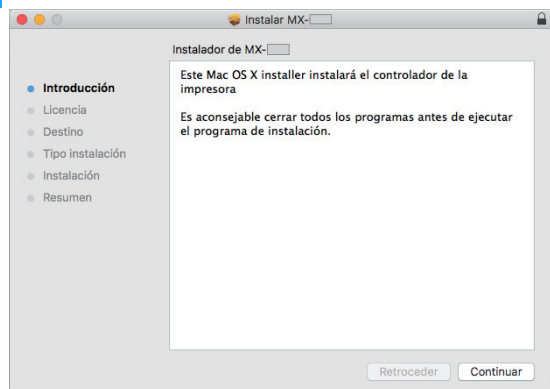 Instalar MX-
Instalador de MX-
Introducción
Licencia
Destino
Tipo instalación
Instalación
Resumen
Este Mac OS X installer instalará el controlador de la
impresora
Es aconsejable cerrar todos los programas antes de ejecutar
el programa de instalación.
Retroceder
Continuar